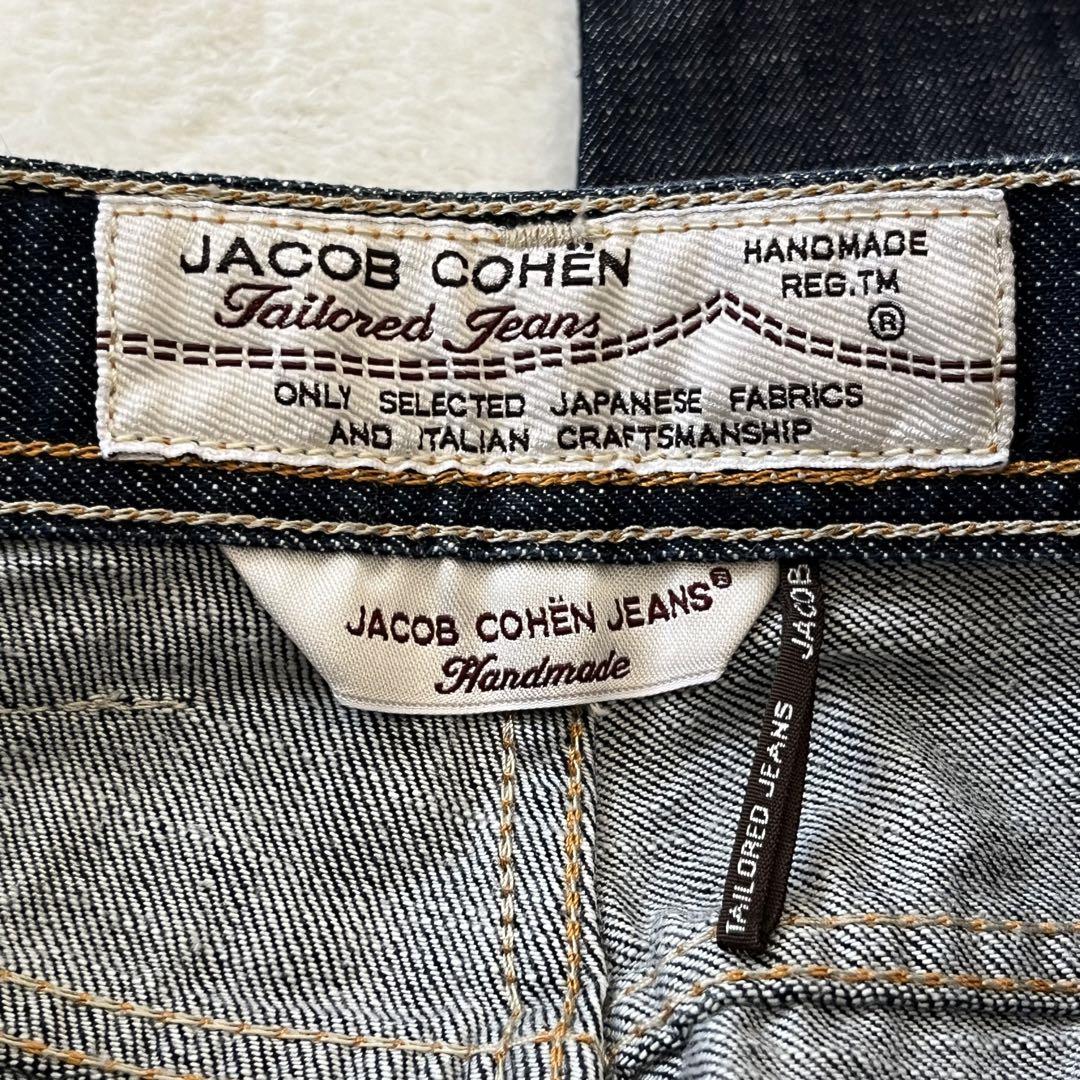 JACOB COHËN
Tailored Jeans
HANDMADE
REG.TM
®
ONLY SELECTED JAPANESE FABRICS
AND ITALIAN CRAFTSMANSHIP
JACOB COHËN JEANS®
Handmade
TAILORED JEANS JACOB